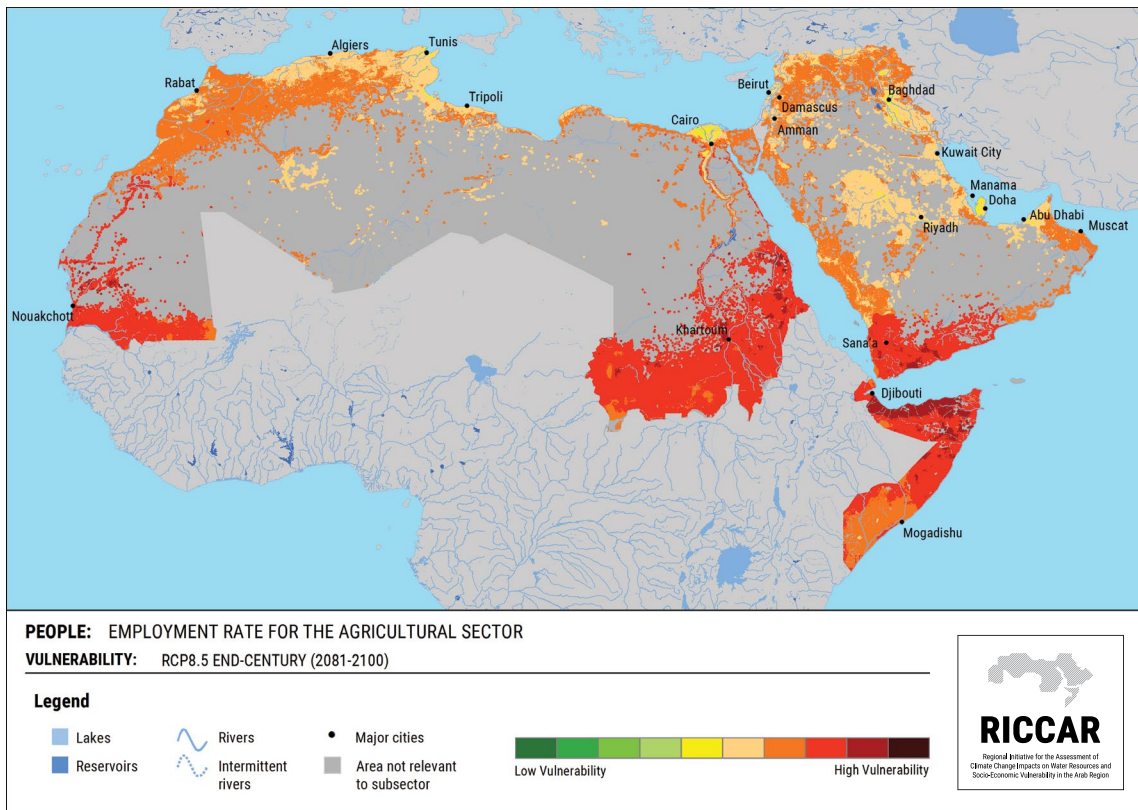 Algiers
Tunis
Rabat
Tripoli
Beirut
Baghdad
Damascus
Cairo
Amman
Kuwait City
Manama
Doha
Abu Dhabi
Riyadh
Muscat
Nouakchott
Khartoum
Sana'a
Djibouti
Mogadishu
PEOPLE: EMPLOYMENT RATE FOR THE AGRICULTURAL SECTOR
VULNERABILITY: RCP8.5 END-CENTURY (2081-2100)
Legend
Lakes
Rivers
Major cities
Reservoirs
Intermittent
rivers
Area not relevant
to subsector
Low Vulnerability
High Vulnerability
RICCAR
Regional Initiative for the Assessment of
Climate Change Impacts on Water Resources and
Socio-Economic Vulnerability in the Arab Region